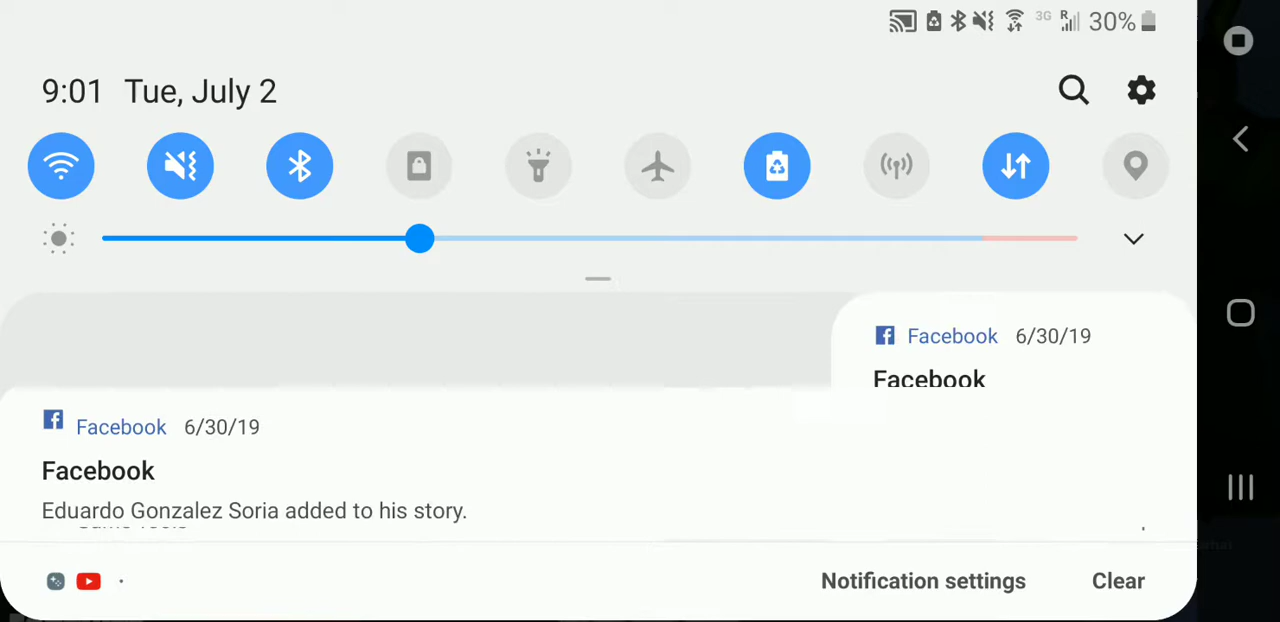 3G R 30%
9:01 Tue, July 2
Facebook 6/30/19
Facebook
Facebook 6/30/19
Facebook
Eduardo Gonzalez Soria added to his story.
Notification settings Clear